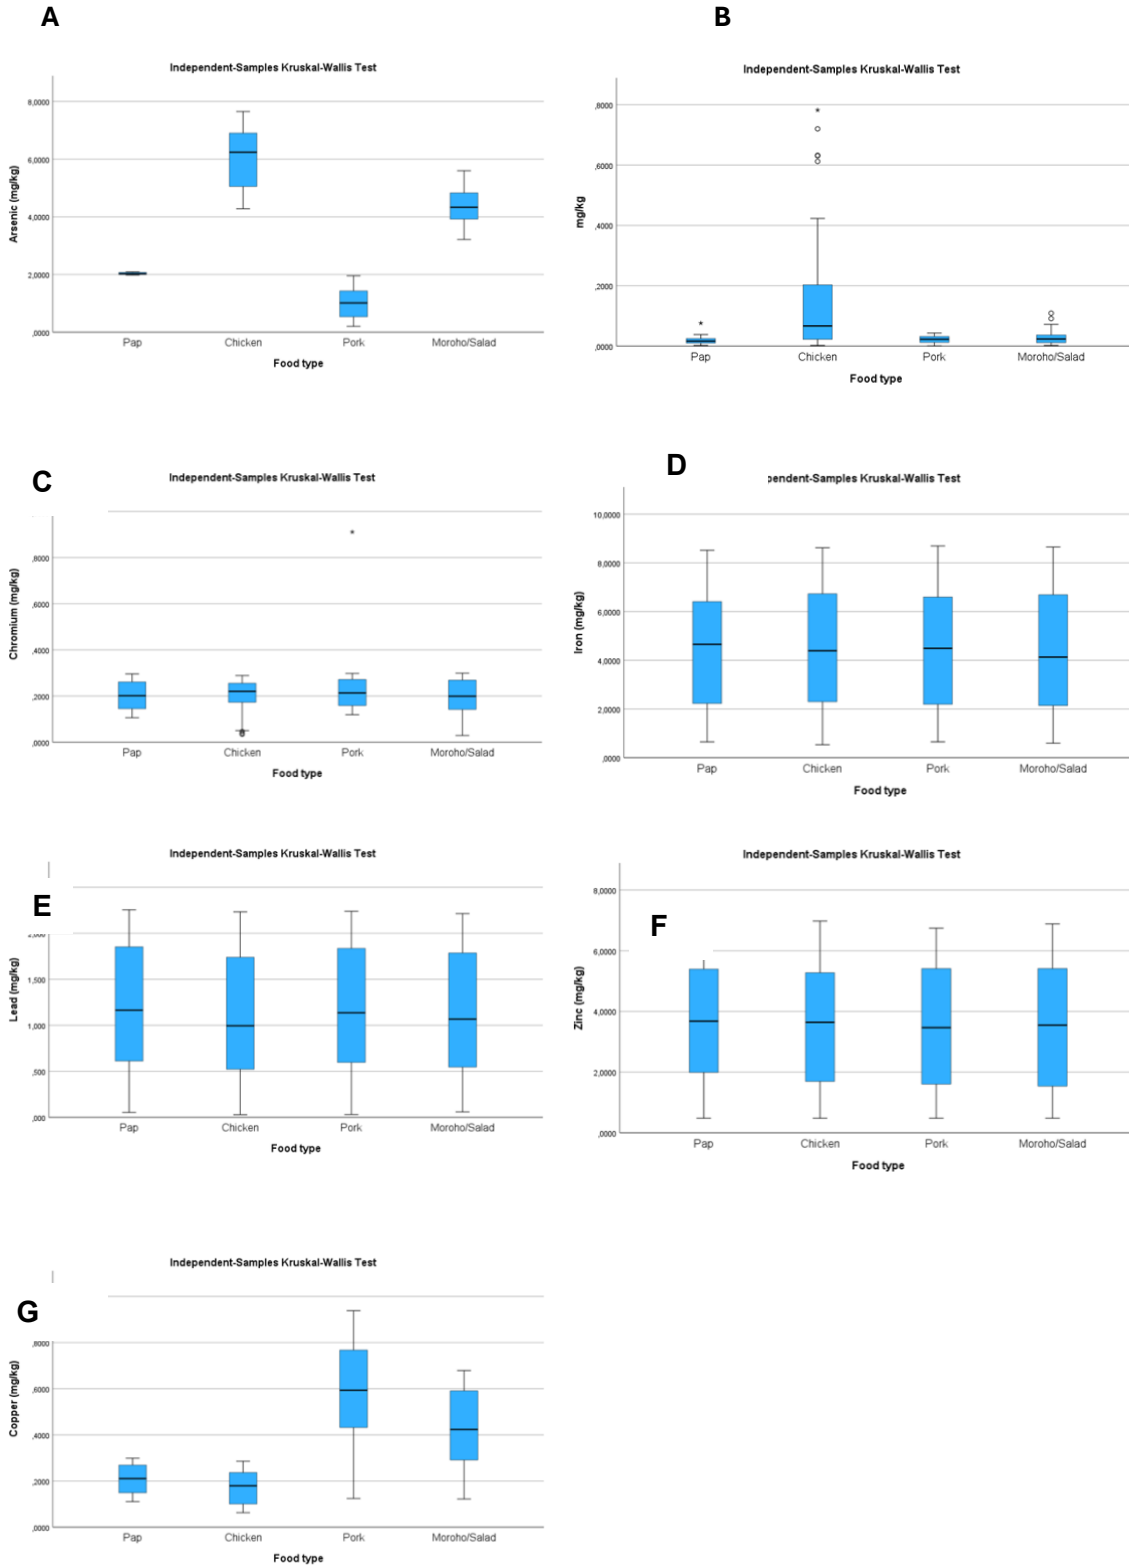 A
B
Independent-Samples Kruskal-Wallis Test
8,0000
6,0000
4,0000
2,0000
,0000
Arsenic (mg/kg)
Pap Chicken Pork Moroho/Salad
Food type
Independent-Samples Kruskal-Wallis Test
,8000
,6000
,4000
,2000
,0000
mg/kg
Pap Chicken Pork Moroho/Salad
Food type
C
Independent-Samples Kruskal-Wallis Test
,8000
,6000
,4000
,2000
,0000
Chromium (mg/kg)
Pap Chicken Pork Moroho/Salad
Food type
D
pendent-Samples Kruskal-Wallis Test
10,0000
8,0000
6,0000
4,0000
2,0000
,0000
Iron (mg/kg)
Pap Chicken Pork Moroho/Salad
Food type
Independent-Samples Kruskal-Wallis Test
E
2,000
1,500
1,000
,500
,000
Lead (mg/kg)
Pap Chicken Pork Moroho/Salad
Food type
Independent-Samples Kruskal-Wallis Test
F
8,0000
6,0000
4,0000
2,0000
,0000
Zinc (mg/kg)
Pap Chicken Pork Moroho/Salad
Food type
Independent-Samples Kruskal-Wallis Test
G
,8000
,6000
,4000
,2000
,0000
Copper (mg/kg)
Pap Chicken Pork Moroho/Salad
Food type